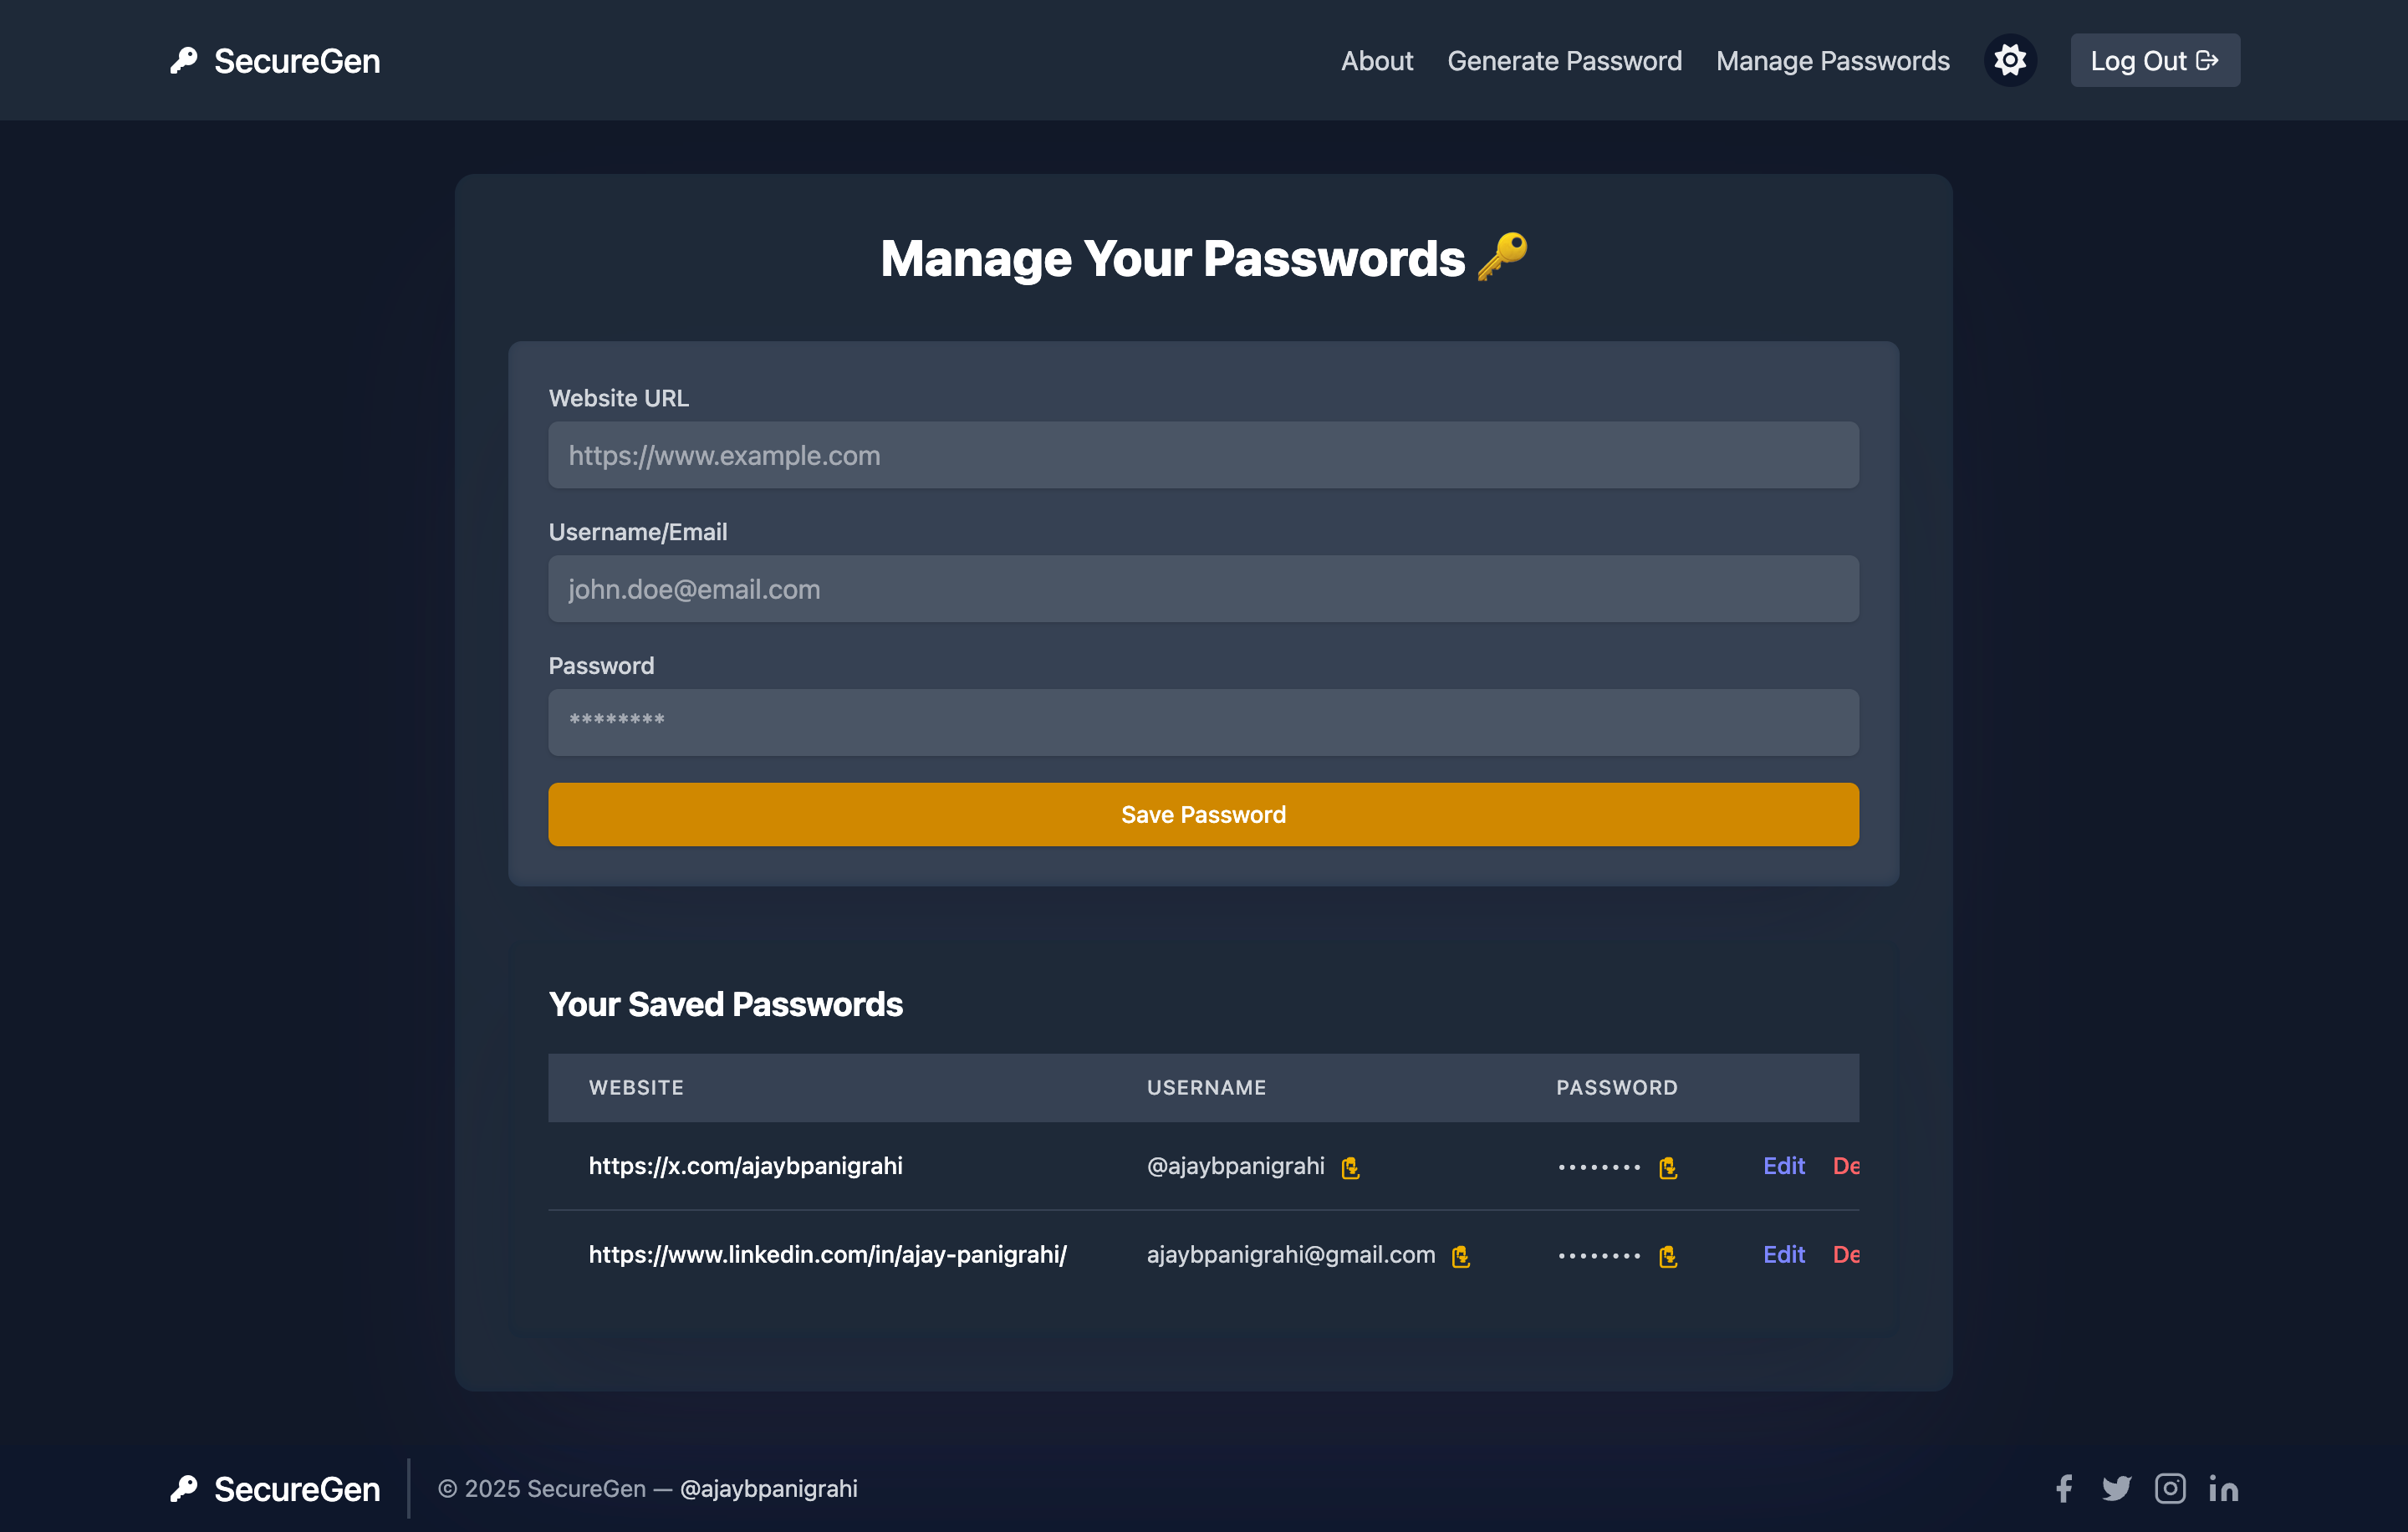 SecureGen
About Generate Password Manage Passwords Log Out
Manage Your Passwords
Website URL
https://www.example.com
Username/Email
john.doe@email.com
Password
********
Save Password
Your Saved Passwords
WEBSITE USERNAME PASSWORD
https://x.com/ajaybpanigrahi @ajaybpanigrahi •••••••• Edit De
https://www.linkedin.com/in/ajay-panigrahi/ ajaybpanigrahi@gmail.com •••••••• Edit De
SecureGen © 2025 SecureGen — @ajaybpanigrahi